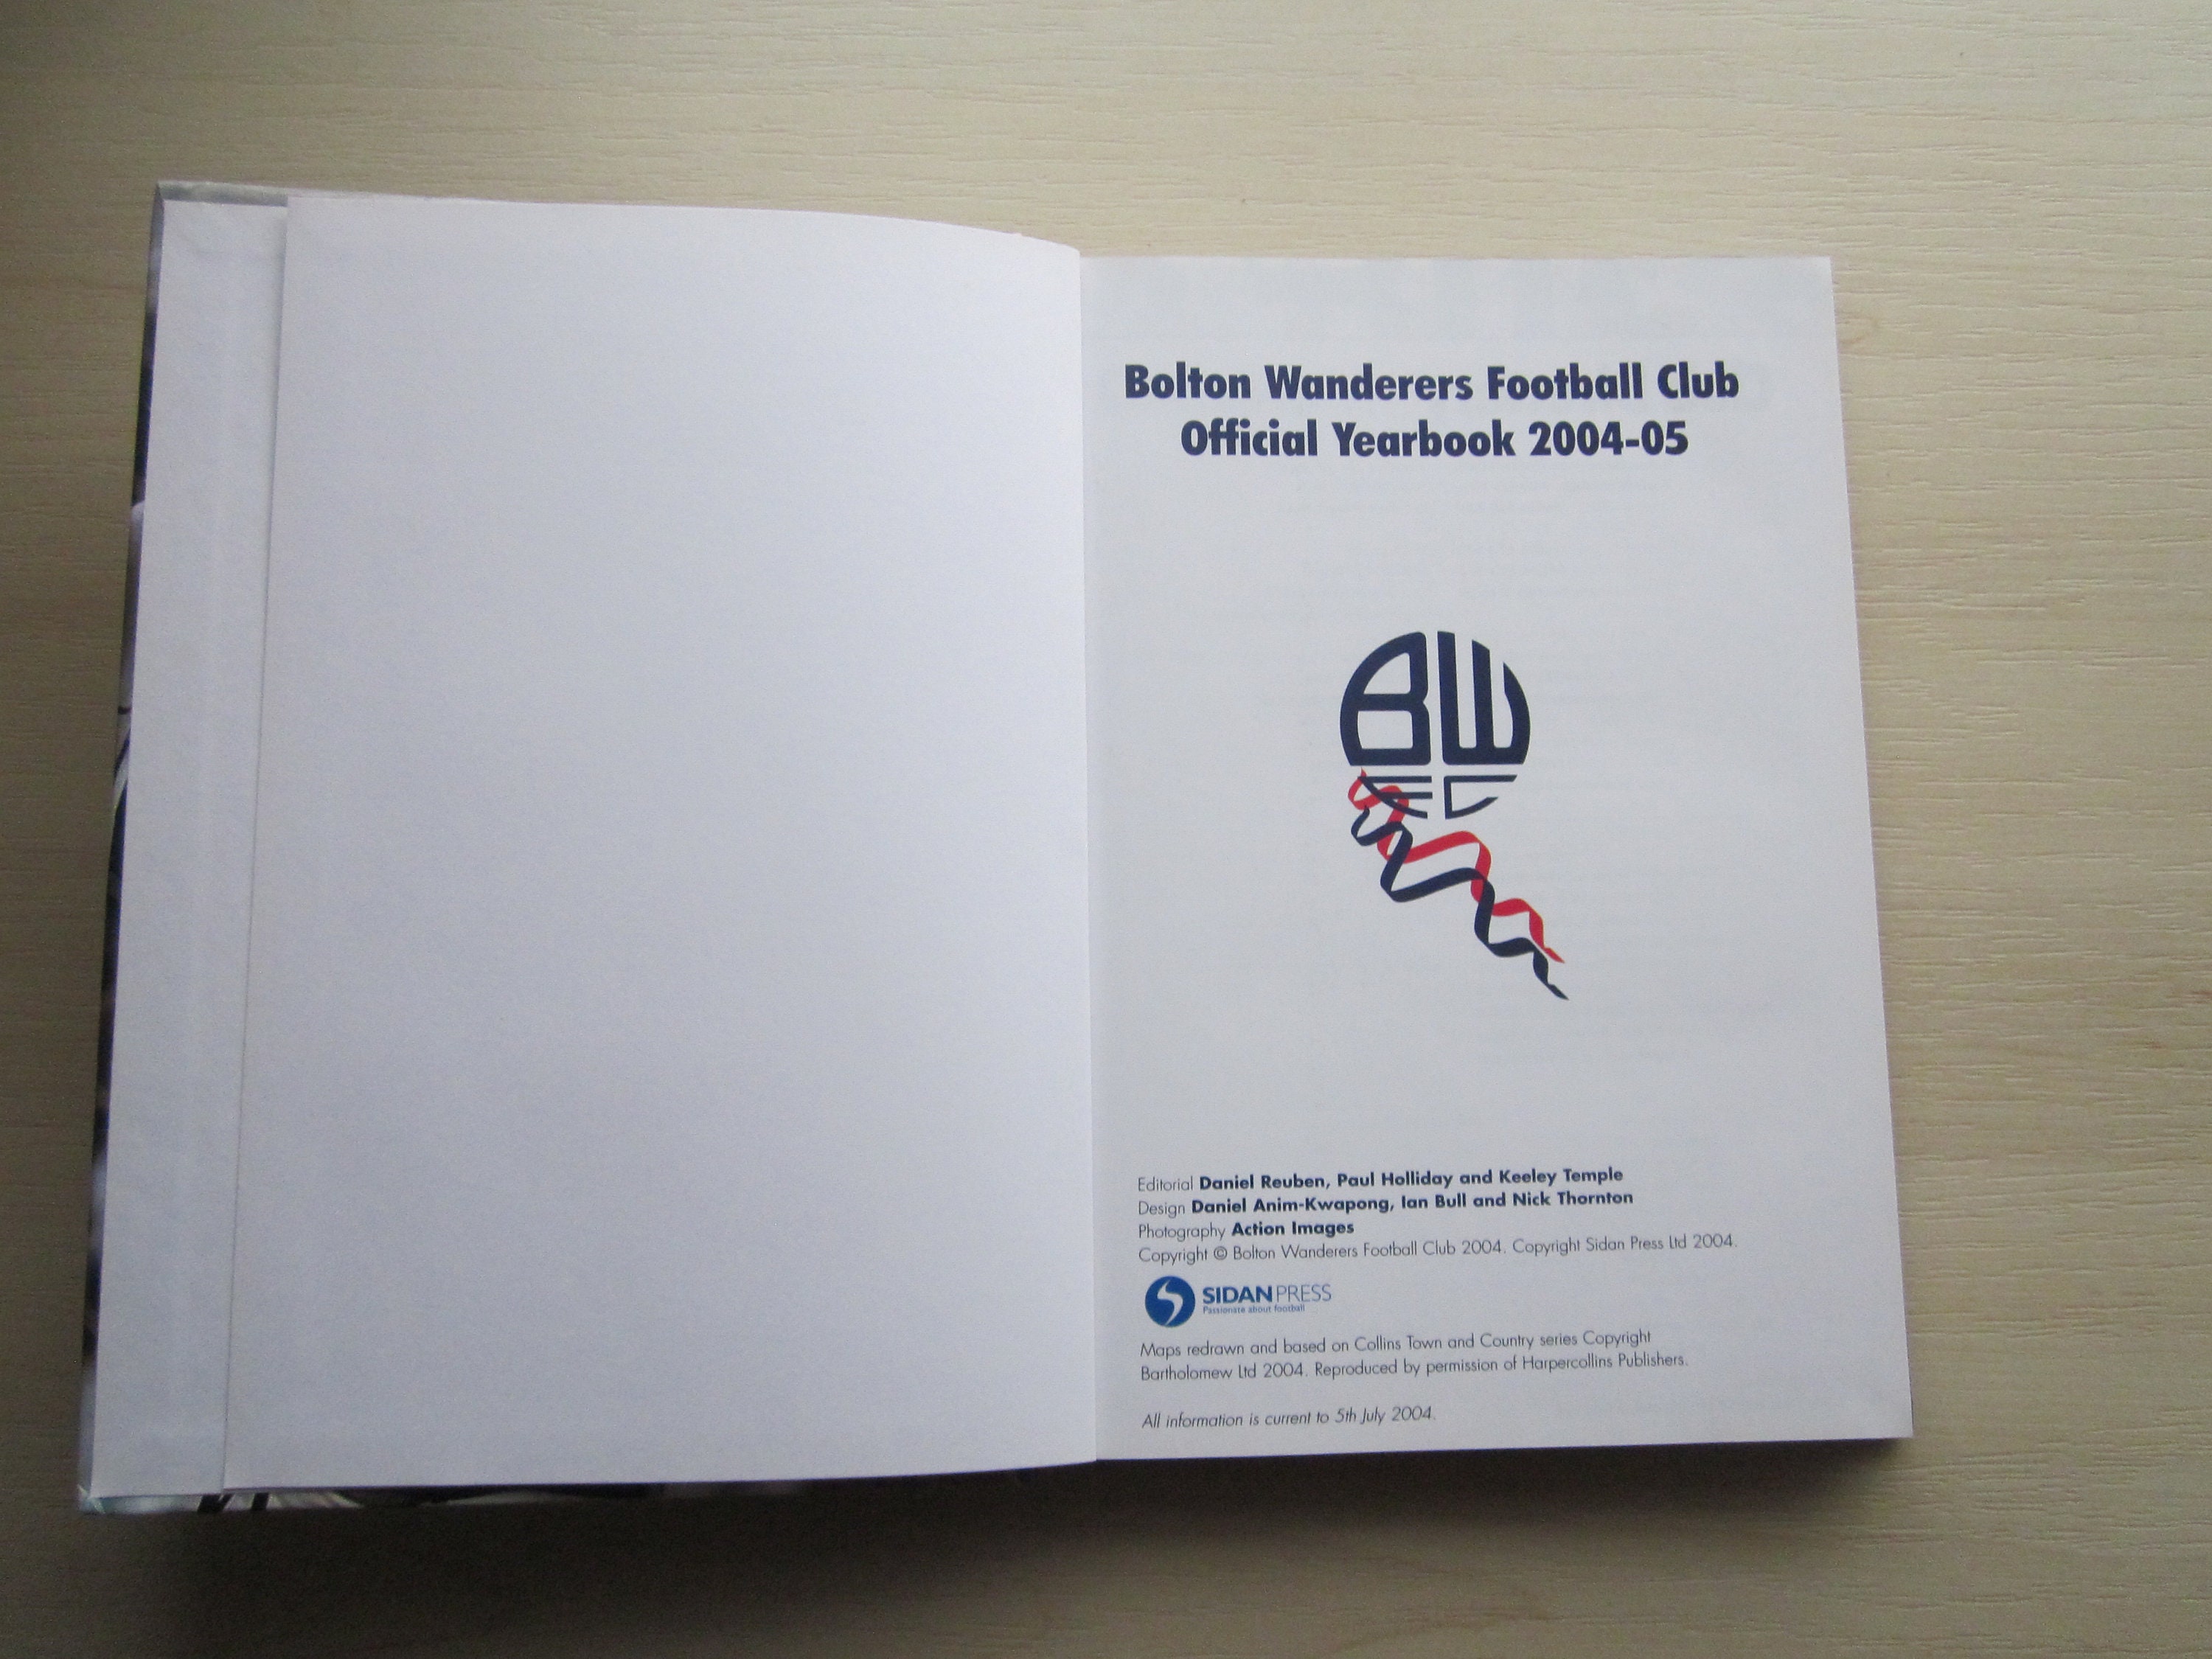 Bolton Wanderers Football Club
Official Yearbook 2004-05
BW
FC
Editorial Daniel Reuben, Paul Holliday and Keeley Temple
Design Daniel Anim-Kwapong, Ian Bull and Nick Thornton
Photography Action Images
Copyright © Bolton Wanderers Football Club 2004. Copyright Sidan Press Ltd 2004.
SIDANPRESS
Passionate about football
Maps redrawn and based on Collins Town and Country series Copyright
Bartholomew Ltd 2004. Reproduced by permission of Harpercollins Publishers.
All information is current to 5th July 2004.